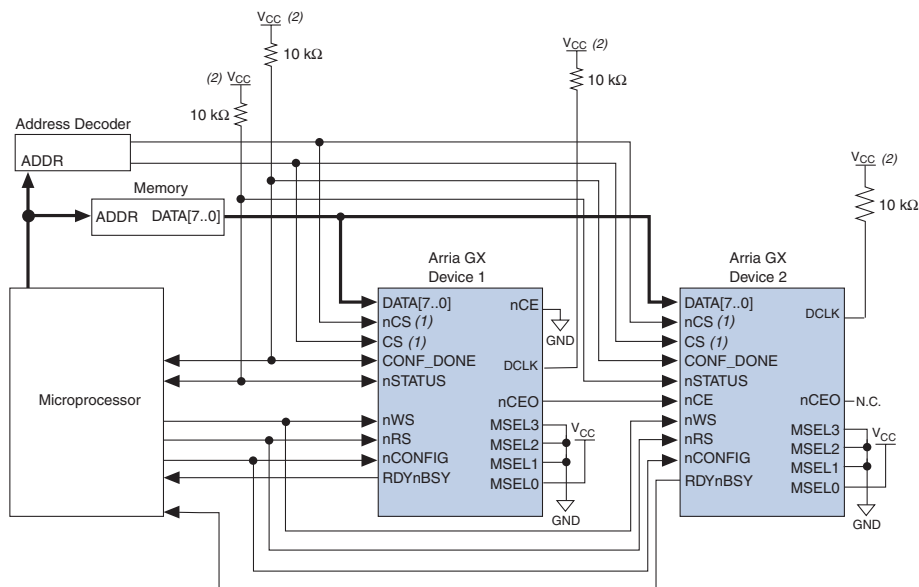 VCC (2)
10 kΩ
VCC (2)
10 kΩ
(2) VCC
10 kΩ
Address Decoder
ADDR
Memory
ADDR DATA[7..0]
VCC (2)
10 kΩ
Microprocessor
Arria GX
Device 1
DATA[7..0]
nCS (1)
CS (1)
CONF_DONE
nSTATUS
nWS
nRS
nCONFIG
RDYnBSY
nCE
GND
DCLK
nCEO
MSEL3
MSEL2
MSEL1
MSEL0
VCC
GND
Arria GX
Device 2
DATA[7..0]
nCS (1)
CS (1)
CONF_DONE
nSTATUS
nCE
nWS
nRS
nCONFIG
RDYnBSY
DCLK
nCEO
N.C.
MSEL3
MSEL2
MSEL1
MSEL0
VCC
GND